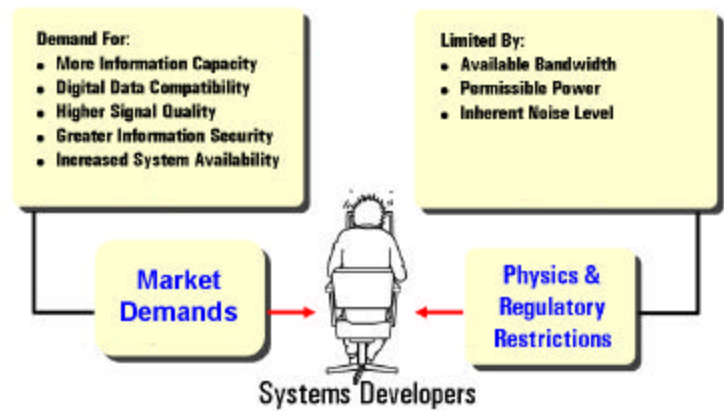 Demand For:
• More Information Capacity
• Digital Data Compatibility
• Higher Signal Quality
• Greater Information Security
• Increased System Availability
Limited By:
• Available Bandwidth
• Permissible Power
• Inherent Noise Level
Market
Demands
Physics &
Regulatory
Restrictions
Systems Developers